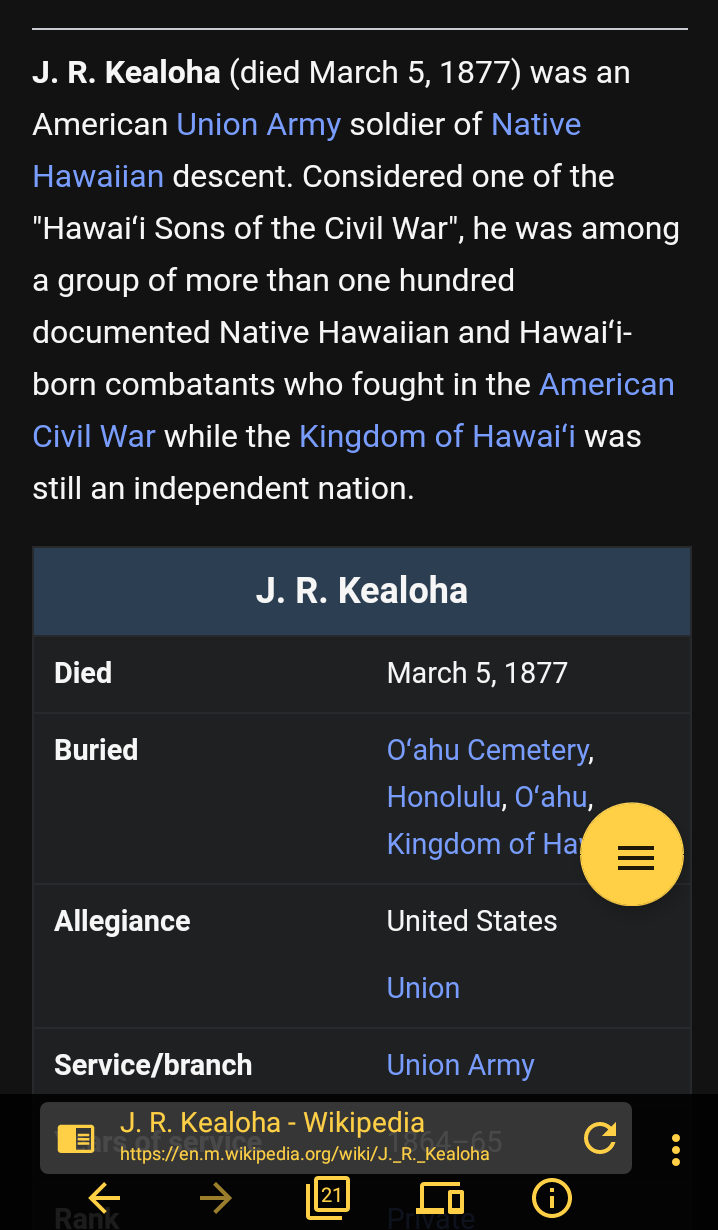 J. R. Kealoha (died March 5, 1877) was an
American Union Army soldier of Native
Hawaiian descent. Considered one of the
"Hawaiʻi Sons of the Civil War", he was among
a group of more than one hundred
documented Native Hawaiian and Hawaiʻi-
born combatants who fought in the American
Civil War while the Kingdom of Hawaiʻi was
still an independent nation.
J. R. Kealoha
Died March 5, 1877
Buried Oʻahu Cemetery,
Honolulu, Oʻahu,
Kingdom of
Allegiance United States
Union
Service/branch Union Army
J. R. Kealoha - Wikipedia
of service 1864–65
https://en.m.wikipedia.org/wiki/J._R._Kealoha
21
Rank Private